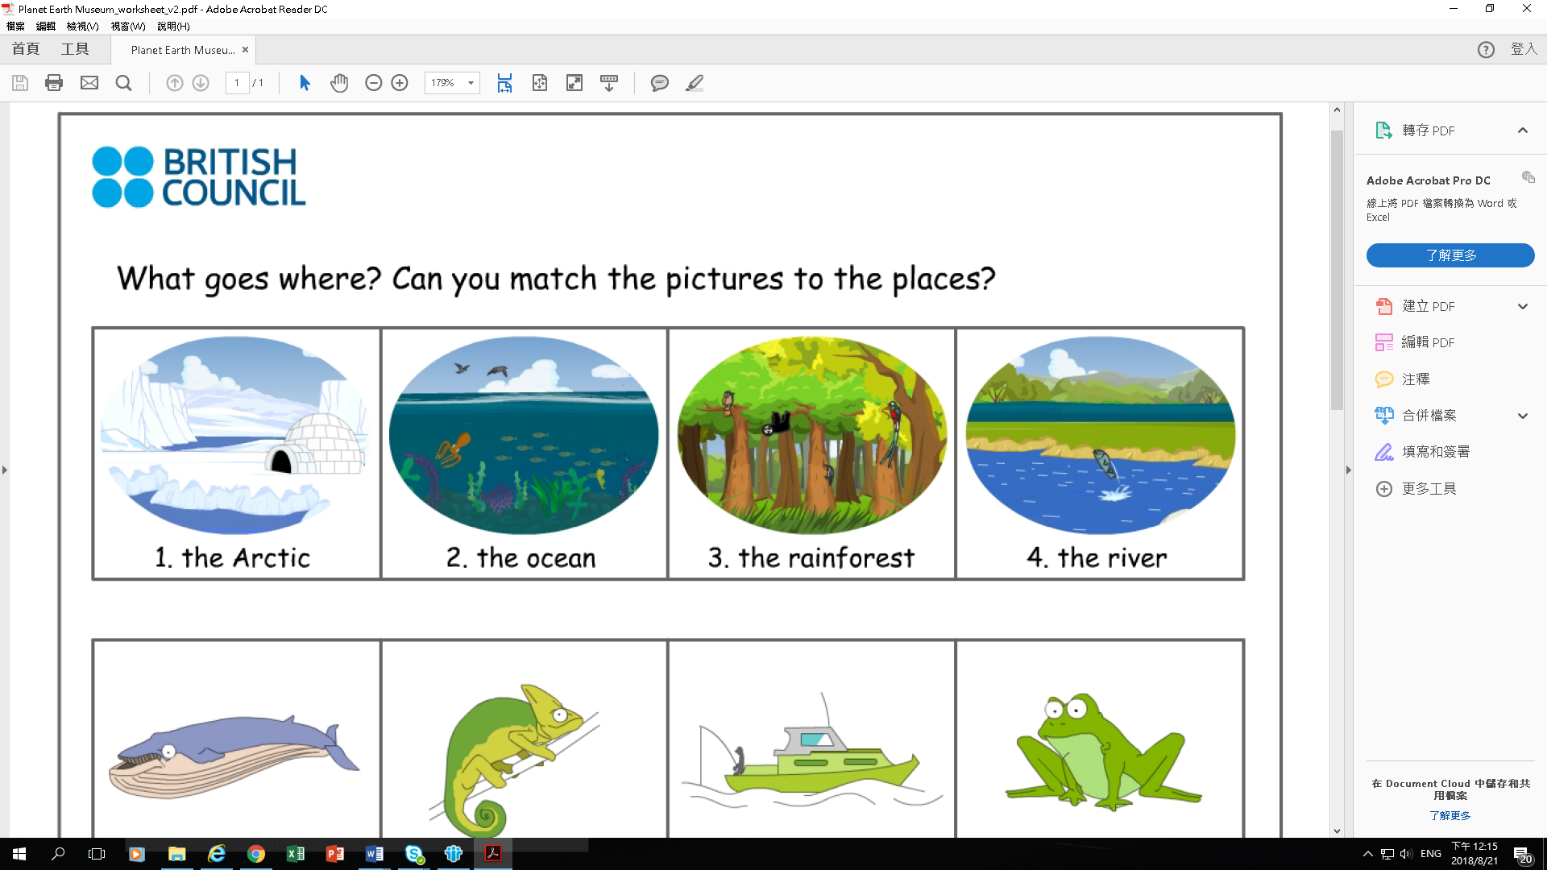 Planet Earth Museum_worksheet_v2.pdf - Adobe Acrobat Reader DC
檔案 編輯 檢視(V) 視窗(W) 說明(H)
首頁 工具 Planet Earth Museu... × 登入
1 / 1 179%
BRITISH
COUNCIL
What goes where? Can you match the pictures to the places?
1. the Arctic
2. the ocean
3. the rainforest
4. the river
轉存 PDF
Adobe Acrobat Pro DC
線上將 PDF 檔案轉換為 Word 或
Excel
了解更多
建立 PDF
編輯 PDF
注釋
合併檔案
填寫和簽署
更多工具
在 Document Cloud 中儲存和共
用檔案
了解更多
ENG
下午 12:15
2018/8/21
20